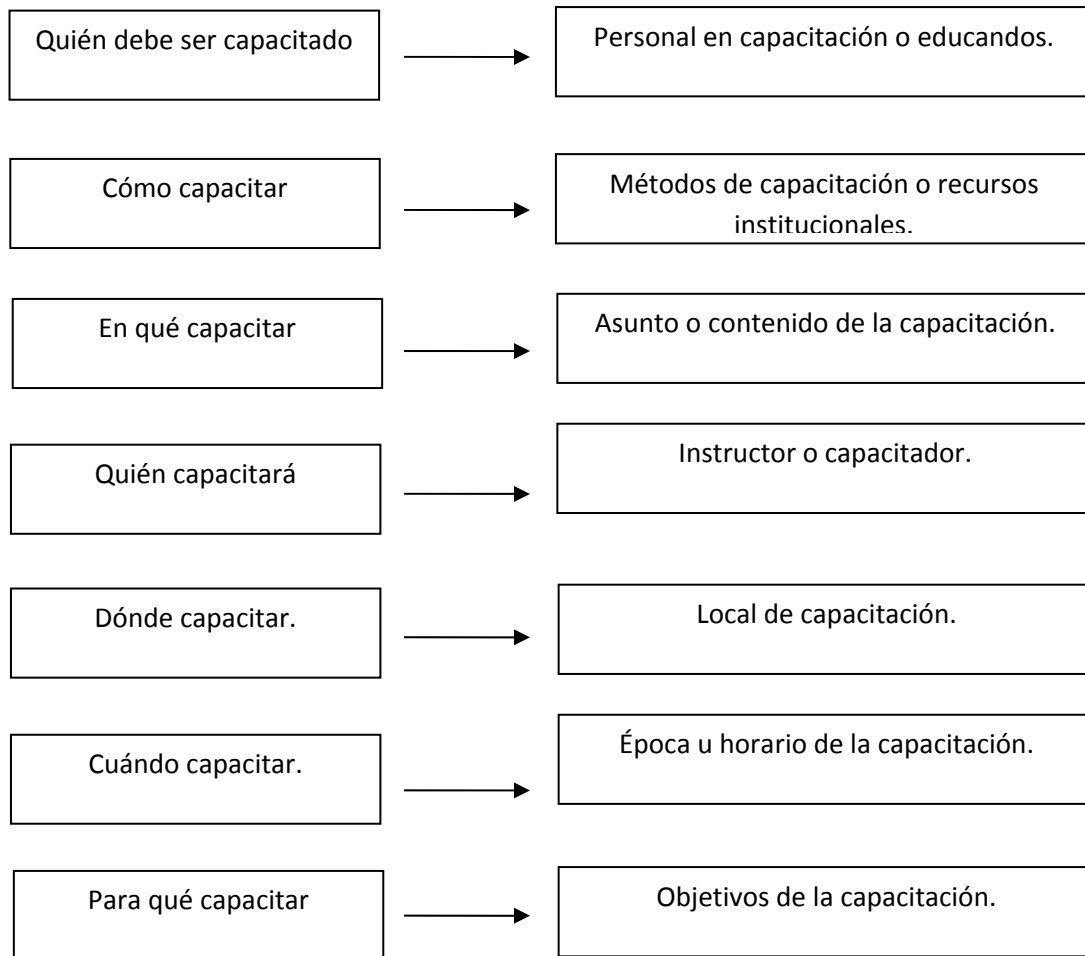 Quién debe ser capacitado
Personal en capacitación o educandos.
Cómo capacitar
Métodos de capacitación o recursos
institucionales.
En qué capacitar
Asunto o contenido de la capacitación.
Quién capacitará
Instructor o capacitador.
Dónde capacitar.
Local de capacitación.
Cuándo capacitar.
Época u horario de la capacitación.
Para qué capacitar
Objetivos de la capacitación.